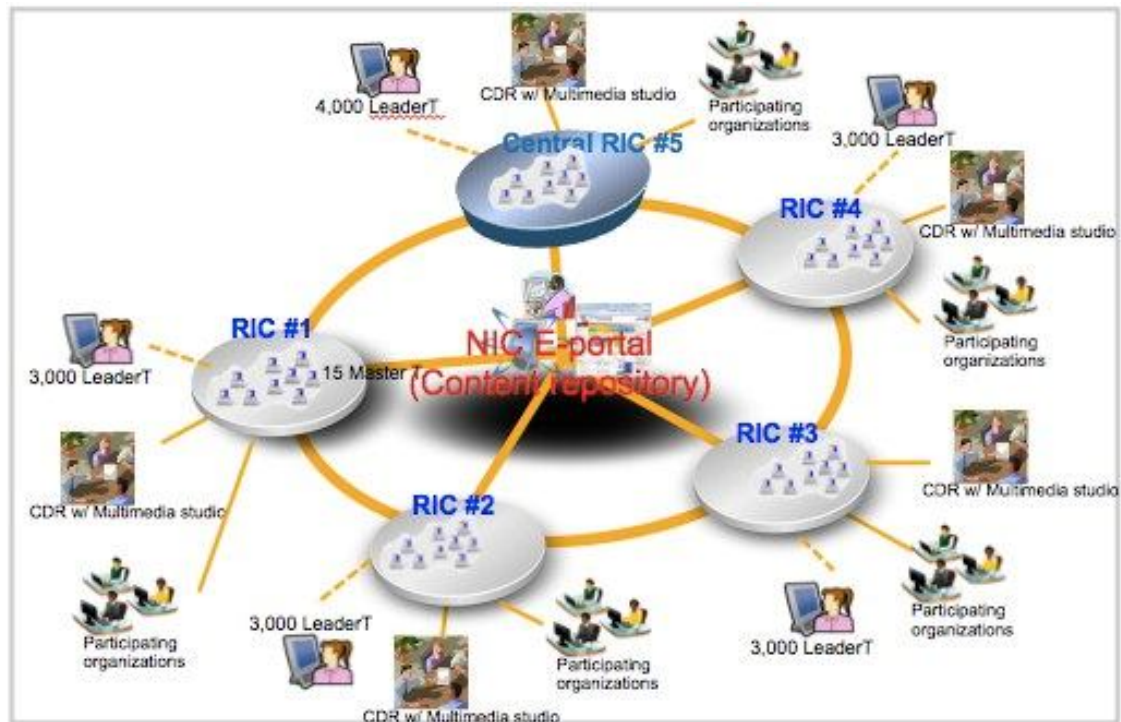 4,000 LeaderT
CDR w/ Multimedia studio
Participating
organizations
Central RIC #5
3,000 LeaderT
RIC #4
CDR w/ Multimedia studio
Participating
organizations
RIC #1
3,000 LeaderT
15 Master T
NIC E-portal
(Content repository)
CDR w/ Multimedia studio
Participating
organizations
RIC #2
3,000 LeaderT
CDR w/ Multimedia studio
Participating
organizations
RIC #3
CDR w/ Multimedia studio
Participating
organizations
3,000 LeaderT